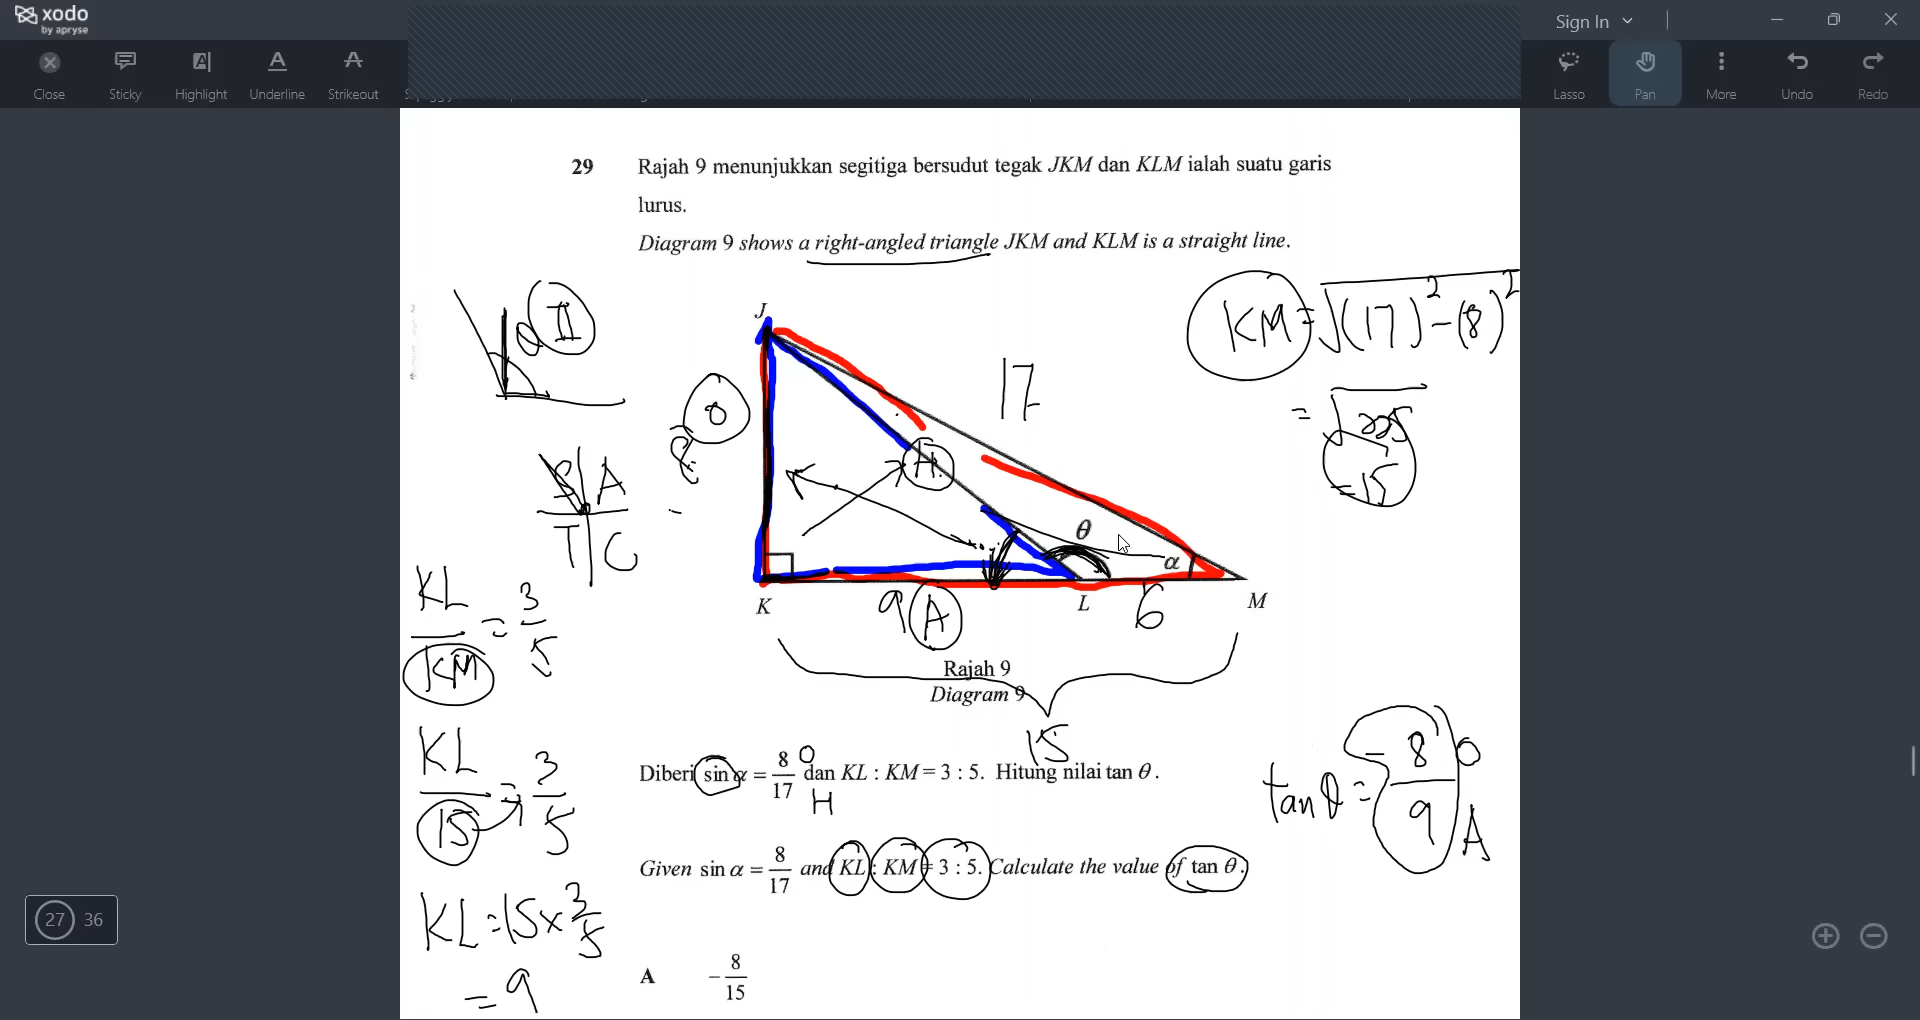 xodo
by apryse
Sign In
Close
Sticky
Highlight
Underline
Strikeout
Lasso
Pan
More
Undo
Redo
29 Rajah 9 menunjukkan segitiga bersudut tegak JKM dan KLM ialah suatu garis
lurus.
Diagram 9 shows a right-angled triangle JKM and KLM is a straight line.
II
KM = √(17)² - (8)²
= √225
= 15
J
17
8 O
H
S A
T C
θ
α
K
9 A
L
6
M
KL/KM = 3/5
Rajah 9
Diagram 9
15
KL/15 = 3/5
Diberi sin α = 8/17 dan KL : KM = 3 : 5. Hitung nilai tan θ.
O
H
tan θ = -8/9 O A
Given sin α = 8/17 and KL : KM = 3 : 5. Calculate the value of tan θ.
KL = 15 x 3/5
= 9
A -8/15
27 36